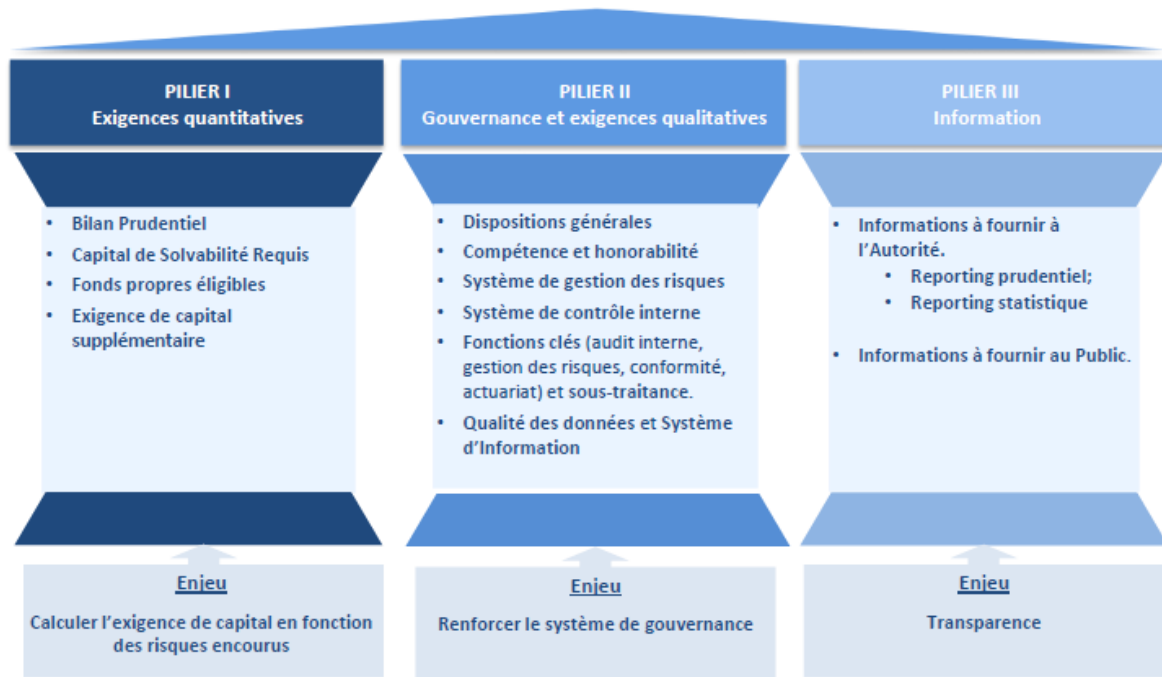 PILIER I
Exigences quantitatives
• Bilan Prudentiel
• Capital de Solvabilité Requis
• Fonds propres éligibles
• Exigence de capital
supplémentaire
Enjeu
Calculer l’exigence de capital en fonction
des risques encourus
PILIER II
Gouvernance et exigences qualitatives
• Dispositions générales
• Compétence et honorabilité
• Système de gestion des risques
• Système de contrôle interne
• Fonctions clés (audit interne,
gestion des risques, conformité,
actuariat) et sous-traitance.
• Qualité des données et Système
d’Information
Enjeu
Renforcer le système de gouvernance
PILIER III
Information
• Informations à fournir à
l’Autorité.
• Reporting prudentiel;
• Reporting statistique
• Informations à fournir au Public.
Enjeu
Transparence